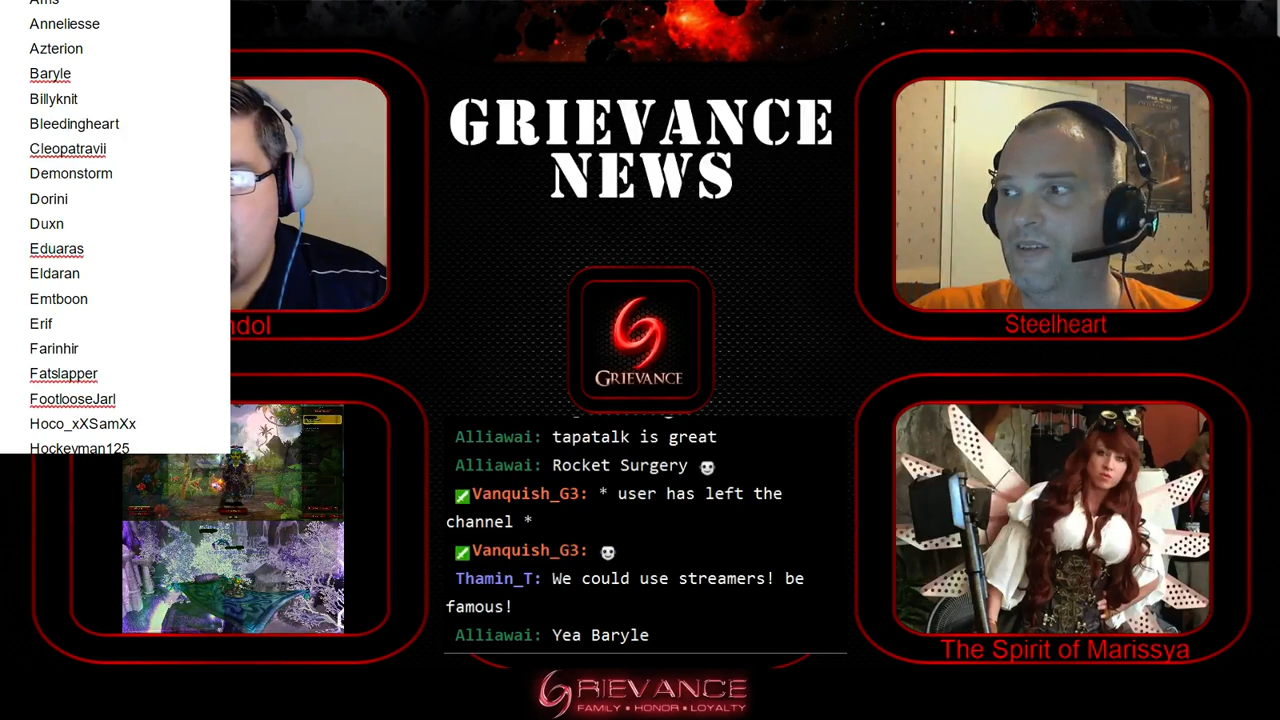 Anneliesse
Azterion
Baryle
Billyknit
Bleedingheart
Cleopatravii
Demonstorm
Dorini
Duxn
Eduaras
Eldaran
Emtboon
Erif
Farinhir
Fatslapper
FootlooseJarl
Hoco_xXSamXx
Hockeyman125
ndol
GRIEVANCE
NEWS
GRIEVANCE
Alliawai: tapatalk is great
Alliawai: Rocket Surgery
Vanquish_G3: * user has left the
channel *
Vanquish_G3:
Thamin_T: We could use streamers! be
famous!
Alliawai: Yea Baryle
Steelheart
The Spirit of Marissya
GRIEVANCE
FAMILY • HONOR • LOYALTY